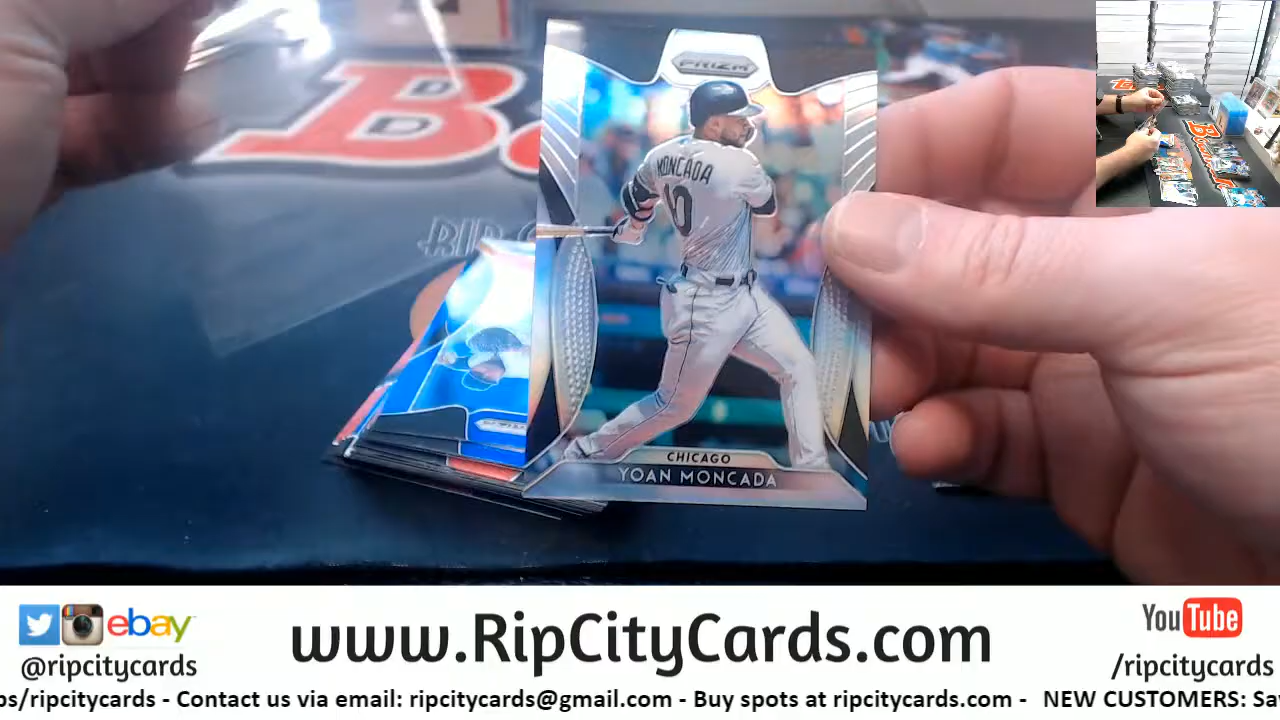 PRIZM
MONCADA
10
CHICAGO
YOAN MONCADA
ebay
www.RipCityCards.com
YouTube
@ripcitycards
/ripcitycards
os/ripcitycards - Contact us via email: ripcitycards@gmail.com - Buy spots at ripcitycards.com - NEW CUSTOMERS: Sa